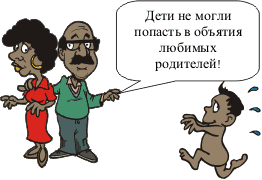 Дети не могли
попасть в объятия
любимых
родителей!